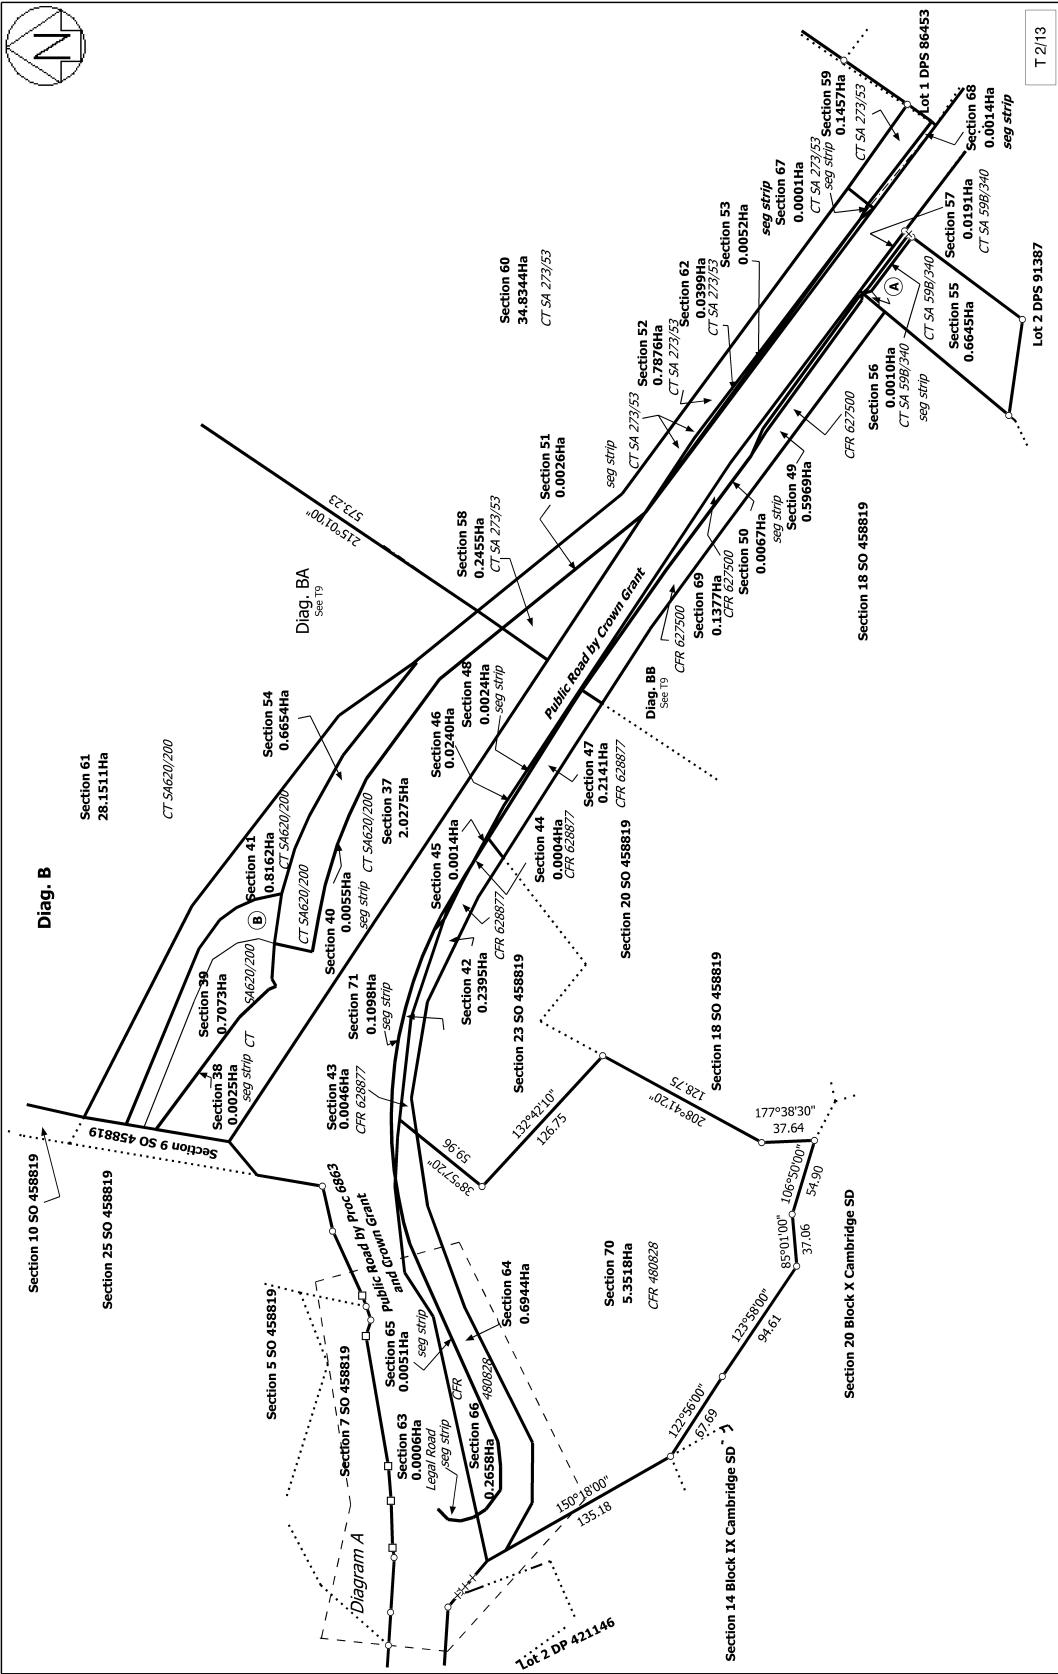 N
T 2/13
Diag. B
Section 10 SO 458819
Section 25 SO 458819
Section 9 SO 458819
Section 5 SO 458819
Section 7 SO 458819
Diagram A
Lot 2 DP 421146
Section 14 Block IX Cambridge SD
Section 20 Block X Cambridge SD
Section 61
28.1511Ha
CT SA620/200
Section 41
0.8162Ha
CT SA620/200
B
Section 39
0.7073Ha
CT SA620/200
Section 38
0.0025Ha
seg strip
CT SA620/200
Section 40
0.0055Ha
seg strip
Section 54
0.6654Ha
Section 37
2.0275Ha
CT SA620/200
Diag. BA
See T9
215°01'00"
573.23
Section 60
34.8344Ha
CT SA 273/53
Section 58
0.2455Ha
CT SA 273/53
Section 51
0.0026Ha
seg strip
CT SA 273/53
Section 52
0.7876Ha
CT SA 273/53
Section 62
0.0399Ha
CT SA 273/53
Section 53
0.0052Ha
seg strip
Section 67
0.0001Ha
CT SA 273/53
seg strip
Section 59
0.1457Ha
CT SA 273/53
Lot 1 DPS 86453
Section 68
0.0014Ha
seg strip
Section 57
0.0191Ha
CT SA 59B/340
A
CT SA 59B/340
Section 55
0.6645Ha
Lot 2 DPS 91387
Section 56
0.0010Ha
CT SA 59B/340
seg strip
CFR 627500
Section 49
0.5969Ha
Section 50
0.0067Ha
seg strip
Section 69
0.1377Ha
CFR 627500
CFR 627500
Section 18 SO 458819
Public Road by Crown Grant
Diag. BB
See T9
Section 46
0.0240Ha
Section 48
0.0024Ha
seg strip
Section 47
0.2141Ha
CFR 628877
Section 45
0.0014Ha
Section 44
0.0004Ha
CFR 628877
Section 20 SO 458819
CFR 628877
Section 42
0.2395Ha
Section 23 SO 458819
Section 71
0.1098Ha
seg strip
Section 43
0.0046Ha
CFR 628877
Section 18 SO 458819
38°57'20"
59.96
132°42'10"
126.75
208°41'20"
128.75
177°38'30"
37.64
106°50'00"
54.90
85°01'00"
37.06
123°58'00"
94.61
122°56'00"
67.69
150°18'00"
135.18
Public Road by Proc 6863
and Crown Grant
Section 70
5.3518Ha
CFR 480828
Section 64
0.6944Ha
Section 65
0.0051Ha
seg strip
CFR 480828
Section 66
0.2658Ha
Section 63
0.0006Ha
Legal Road
seg strip